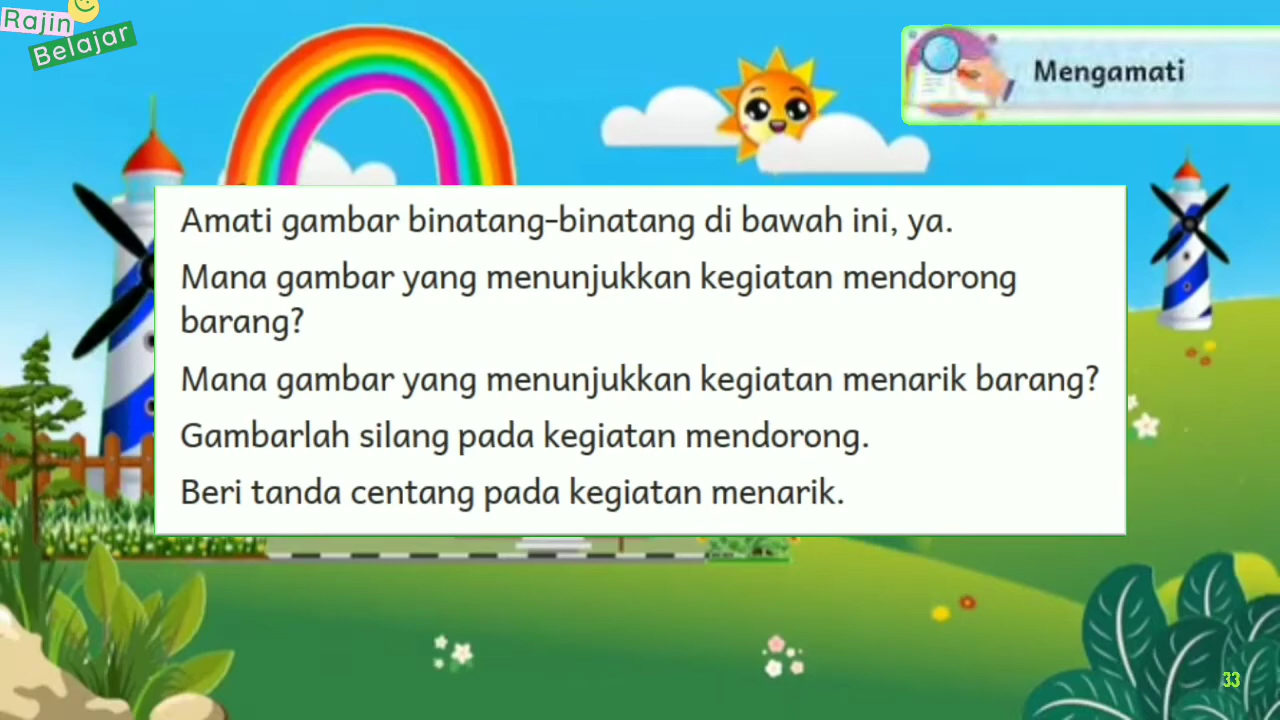 Rajin
Belajar
Mengamati
Amati gambar binatang-binatang di bawah ini, ya.
Mana gambar yang menunjukkan kegiatan mendorong
barang?
Mana gambar yang menunjukkan kegiatan menarik barang?
Gambarlah silang pada kegiatan mendorong.
Beri tanda centang pada kegiatan menarik.
33